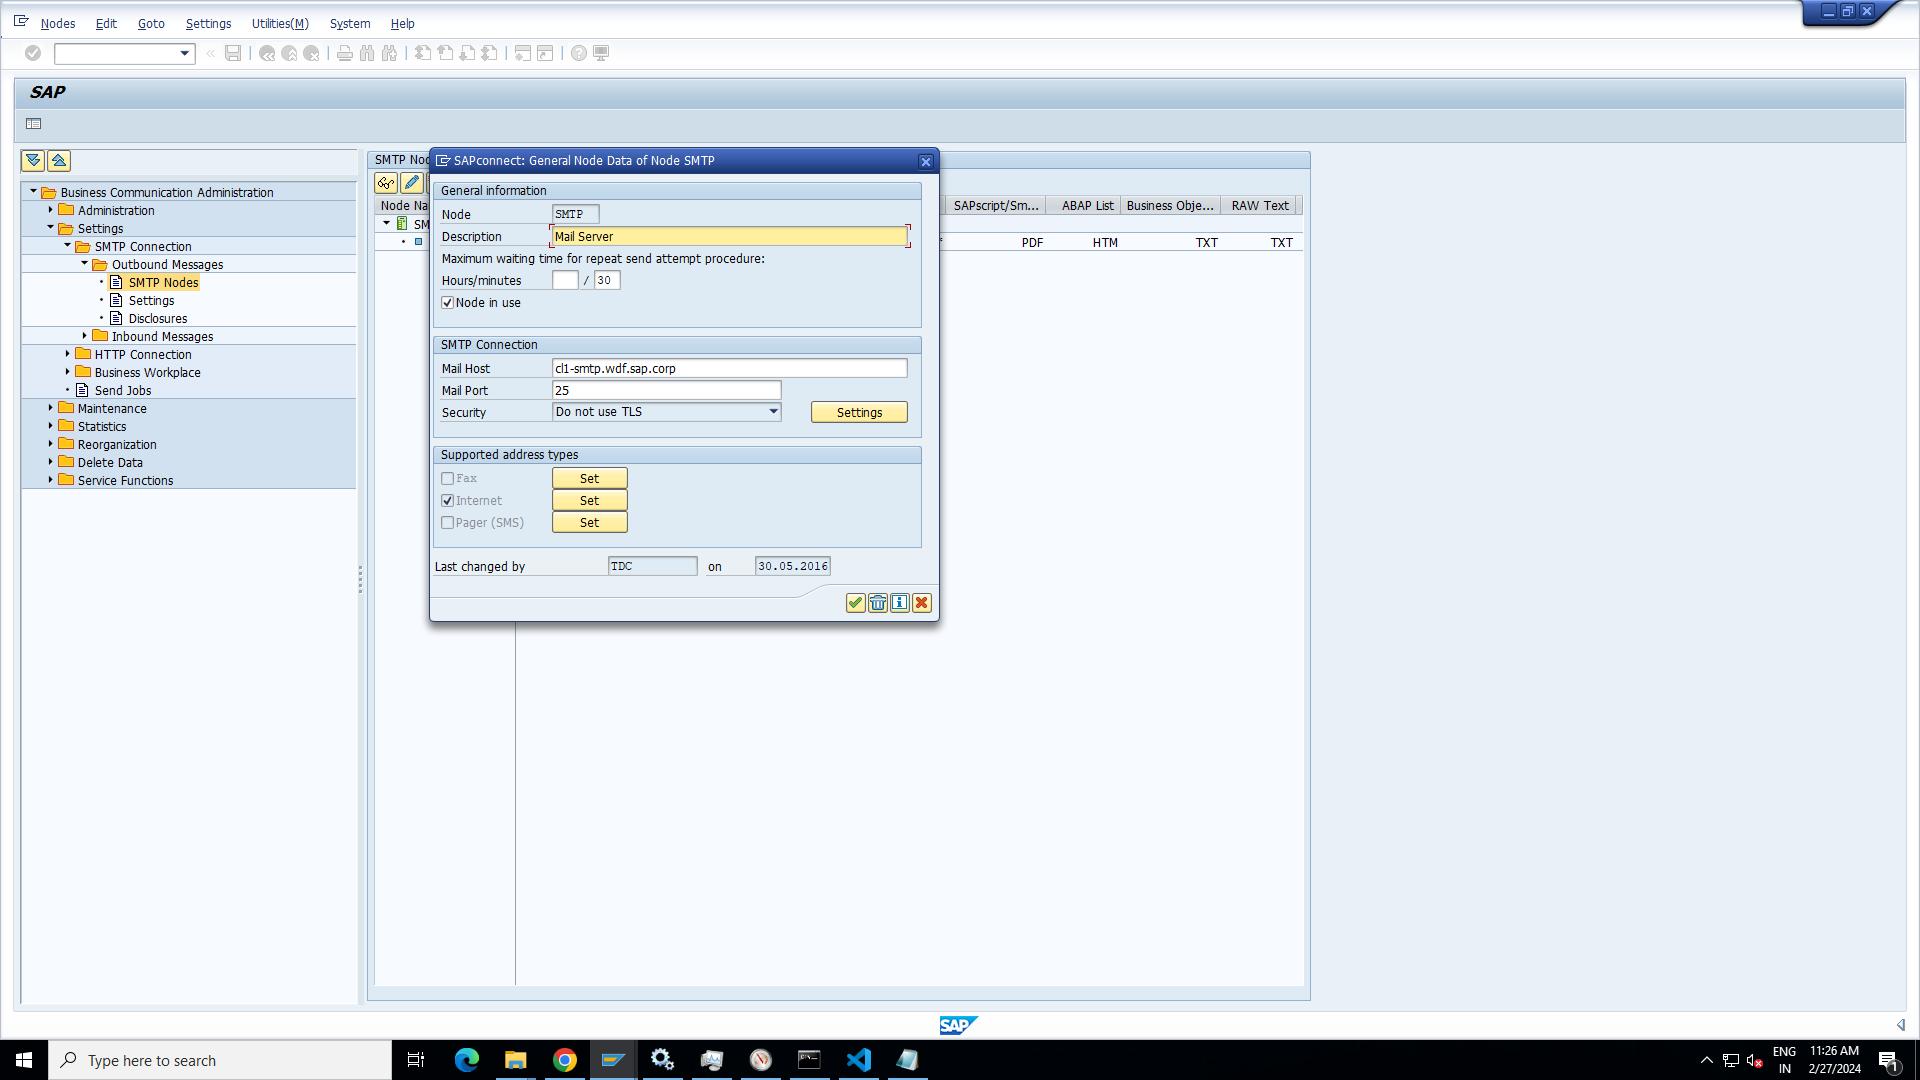 Nodes Edit Goto Settings Utilities(M) System Help
SAP
Business Communication Administration
Administration
Settings
SMTP Connection
Outbound Messages
SMTP Nodes
Settings
Disclosures
Inbound Messages
HTTP Connection
Business Workplace
Send Jobs
Maintenance
Statistics
Reorganization
Delete Data
Service Functions
SMTP Nod
Node Na SAPscript/Sm... ABAP List Business Obje... RAW Text
SM
PDF HTM TXT TXT
SAPconnect: General Node Data of Node SMTP
General information
Node SMTP
Description Mail Server
Maximum waiting time for repeat send attempt procedure:
Hours/minutes / 30
Node in use
SMTP Connection
Mail Host cl1-smtp.wdf.sap.corp
Mail Port 25
Security Do not use TLS Settings
Supported address types
Fax Set
Internet Set
Pager (SMS) Set
Last changed by TDC on 30.05.2016
SAP
Type here to search
ENG
IN
11:26 AM
2/27/2024
1